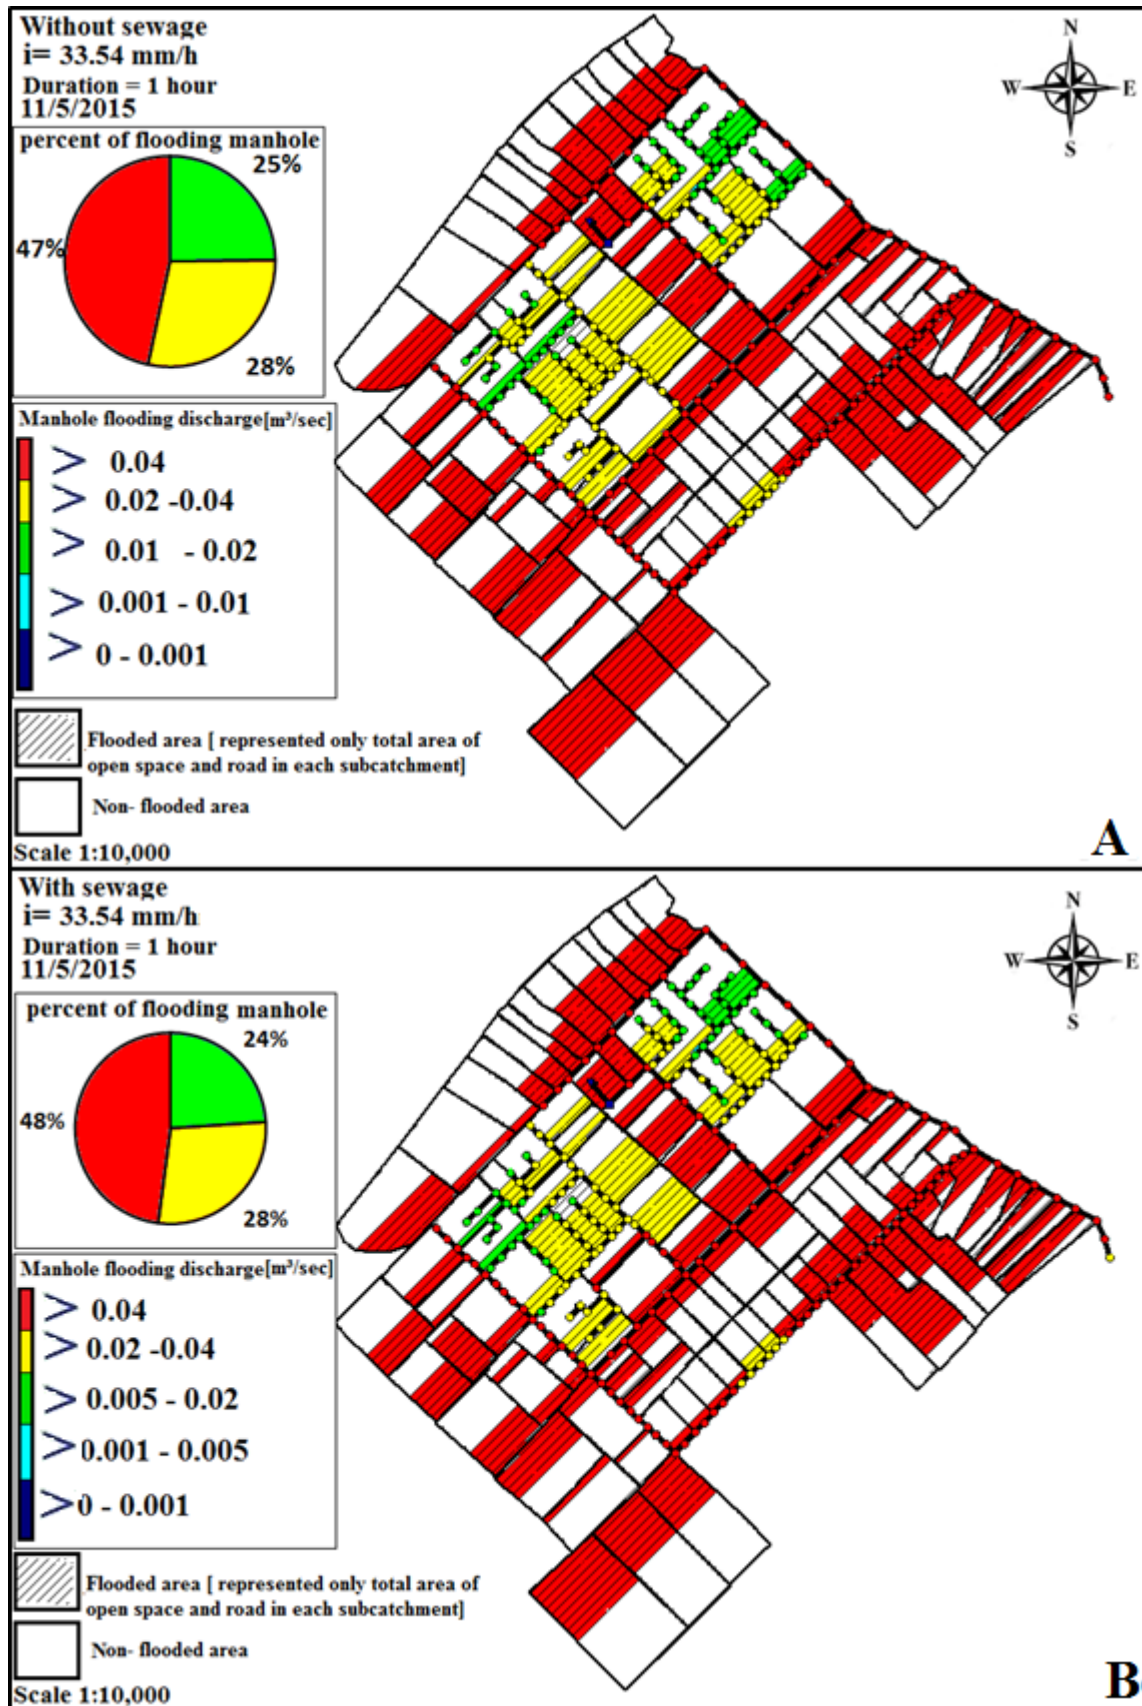 Without sewage
i= 33.54 mm/h
Duration = 1 hour
11/5/2015
percent of flooding manhole
25%
47%
28%
Manhole flooding discharge[m³/sec]
> 0.04
> 0.02 -0.04
> 0.01 - 0.02
> 0.001 - 0.01
> 0 - 0.001
Flooded area [ represented only total area of
open space and road in each subcatchment]
Non- flooded area
Scale 1:10,000
N
W E
S
A
With sewage
i= 33.54 mm/h
Duration = 1 hour
11/5/2015
percent of flooding manhole
24%
48%
28%
Manhole flooding discharge[m³/sec]
> 0.04
> 0.02 -0.04
> 0.005 - 0.02
> 0.001 - 0.005
> 0 - 0.001
Flooded area [ represented only total area of
open space and road in each subcatchment]
Non- flooded area
Scale 1:10,000
N
W E
S
B